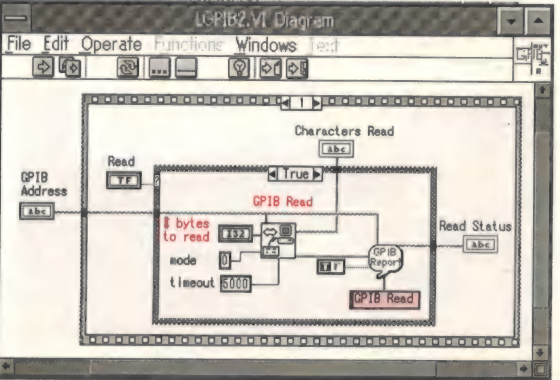 LGPIB2.VI Diagram
File Edit Operate Functions Windows Text
1
Characters Read
abc
Read
TF
True
GPIB
Address
abc
GPIB Read
# bytes
to read
I32
Read Status
abc
mode 0
TF
GPIB
Report
timeout 5000
GPIB Read